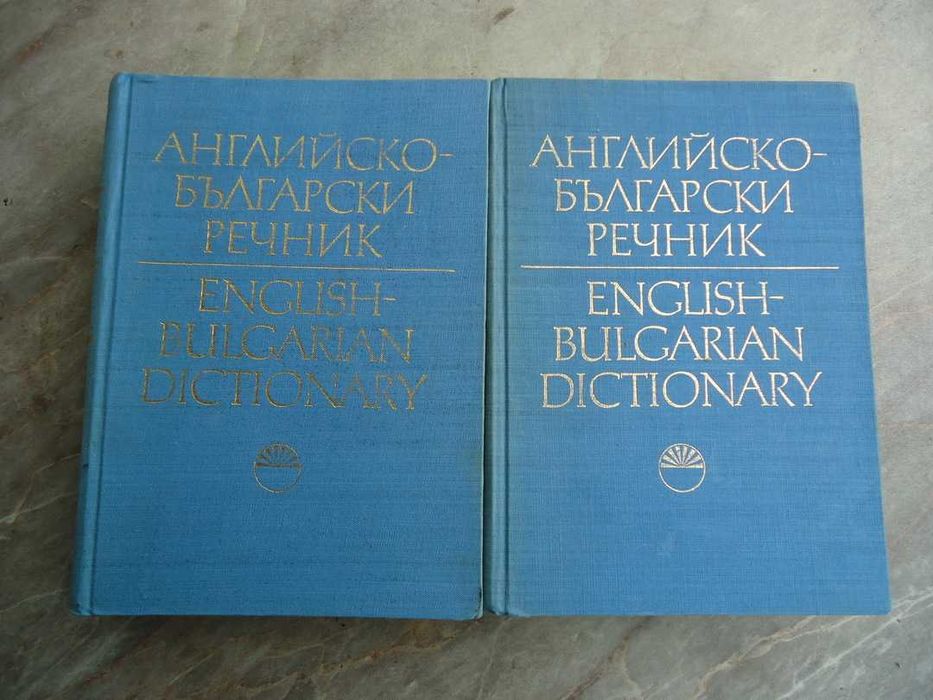 АНГЛИЙСКО-
БЪЛГАРСКИ
РЕЧНИК
ENGLISH-
BULGARIAN
DICTIONARY
АНГЛИЙСКО-
БЪЛГАРСКИ
РЕЧНИК
ENGLISH-
BULGARIAN
DICTIONARY